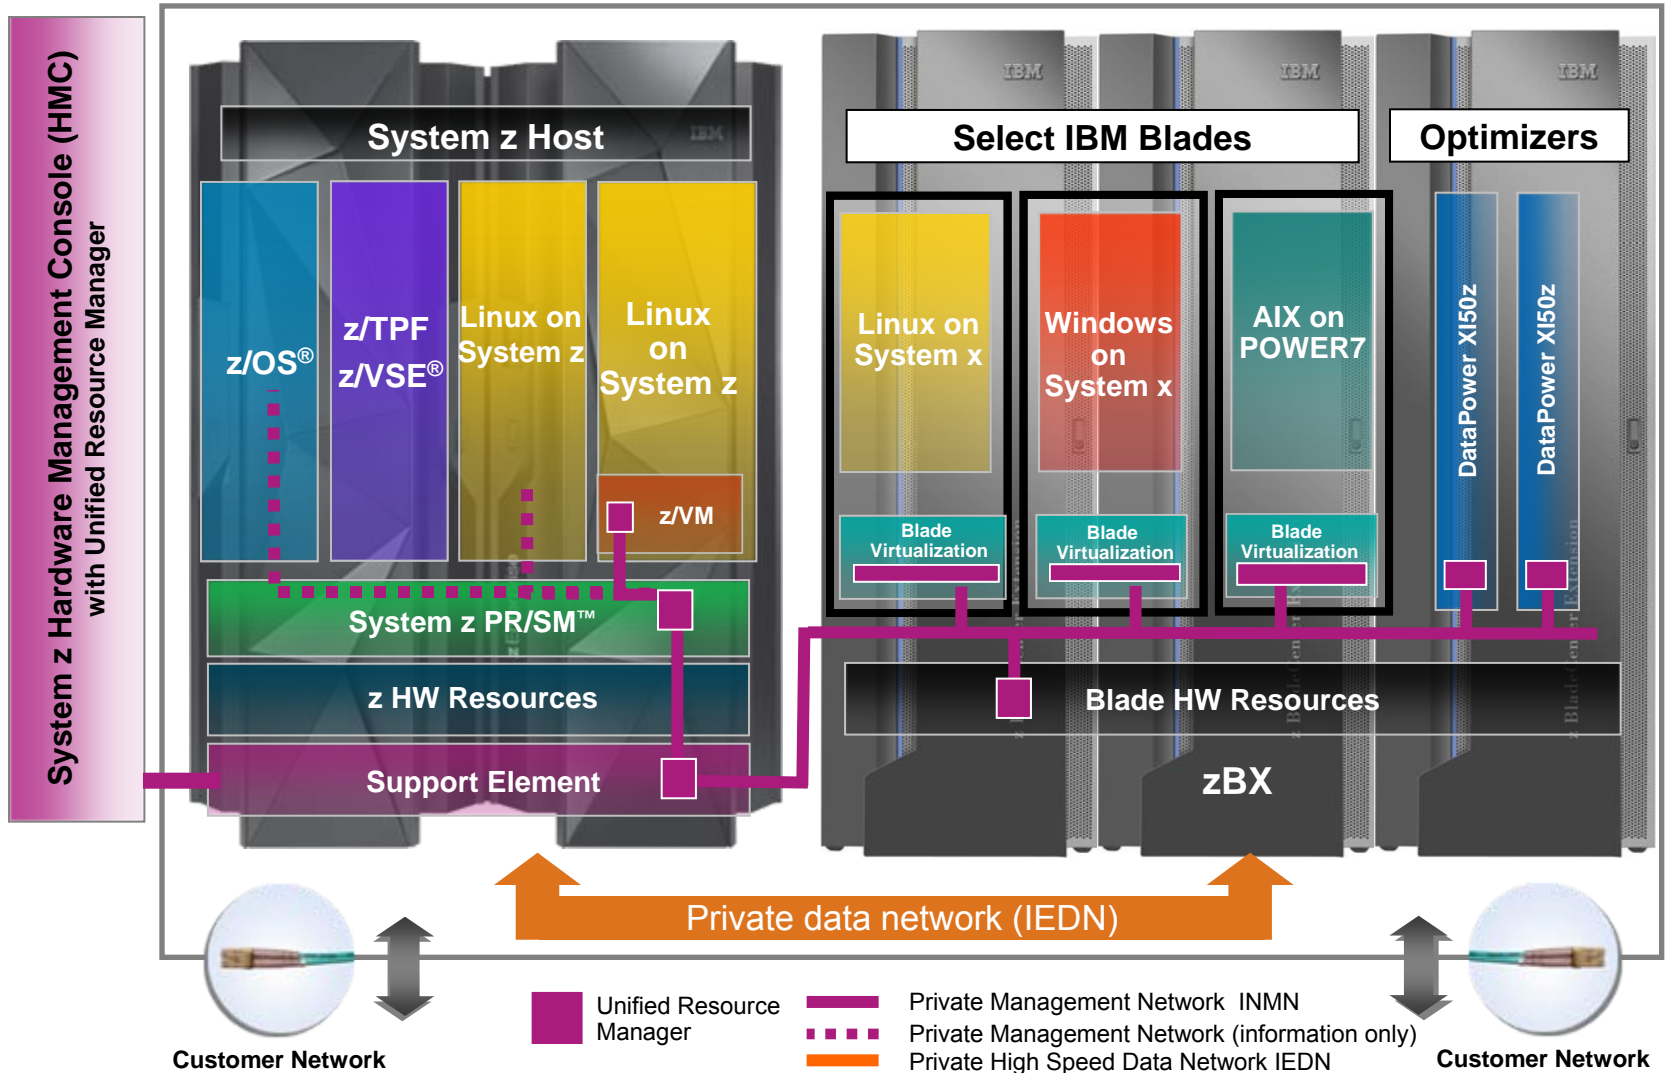 System z Hardware Management Console (HMC)
with Unified Resource Manager
IBM
IBM
IBM
IBM
System z Host
Select IBM Blades
Optimizers
z/OS®
z/TPF
z/VSE®
Linux on
System z
Linux
on
System z
z/VM
Linux on
System x
Windows
on
System x
AIX on
POWER7
DataPower XI50z
DataPower XI50z
Blade
Virtualization
Blade
Virtualization
Blade
Virtualization
System z PR/SM™
z HW Resources
Support Element
Blade HW Resources
zBX
Private data network (IEDN)
Customer Network
Unified Resource
Manager
Private Management Network INMN
Private Management Network (information only)
Private High Speed Data Network IEDN
Customer Network